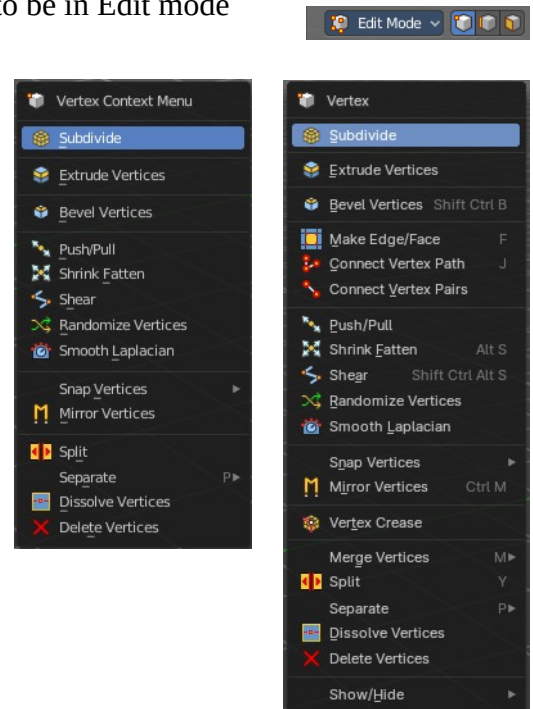 to be in Edit mode
Edit Mode
Vertex Context Menu
Subdivide
Extrude Vertices
Bevel Vertices
Push/Pull
Shrink Fatten
Shear
Randomize Vertices
Smooth Laplacian
Snap Vertices
Mirror Vertices
Split
Separate P
Dissolve Vertices
Delete Vertices
Vertex
Subdivide
Extrude Vertices
Bevel Vertices Shift Ctrl B
Make Edge/Face F
Connect Vertex Path J
Connect Vertex Pairs
Push/Pull
Shrink Fatten Alt S
Shear Shift Ctrl Alt S
Randomize Vertices
Smooth Laplacian
Snap Vertices
Mirror Vertices Ctrl M
Vertex Crease
Merge Vertices M
Split Y
Separate P
Dissolve Vertices
Delete Vertices
Show/Hide